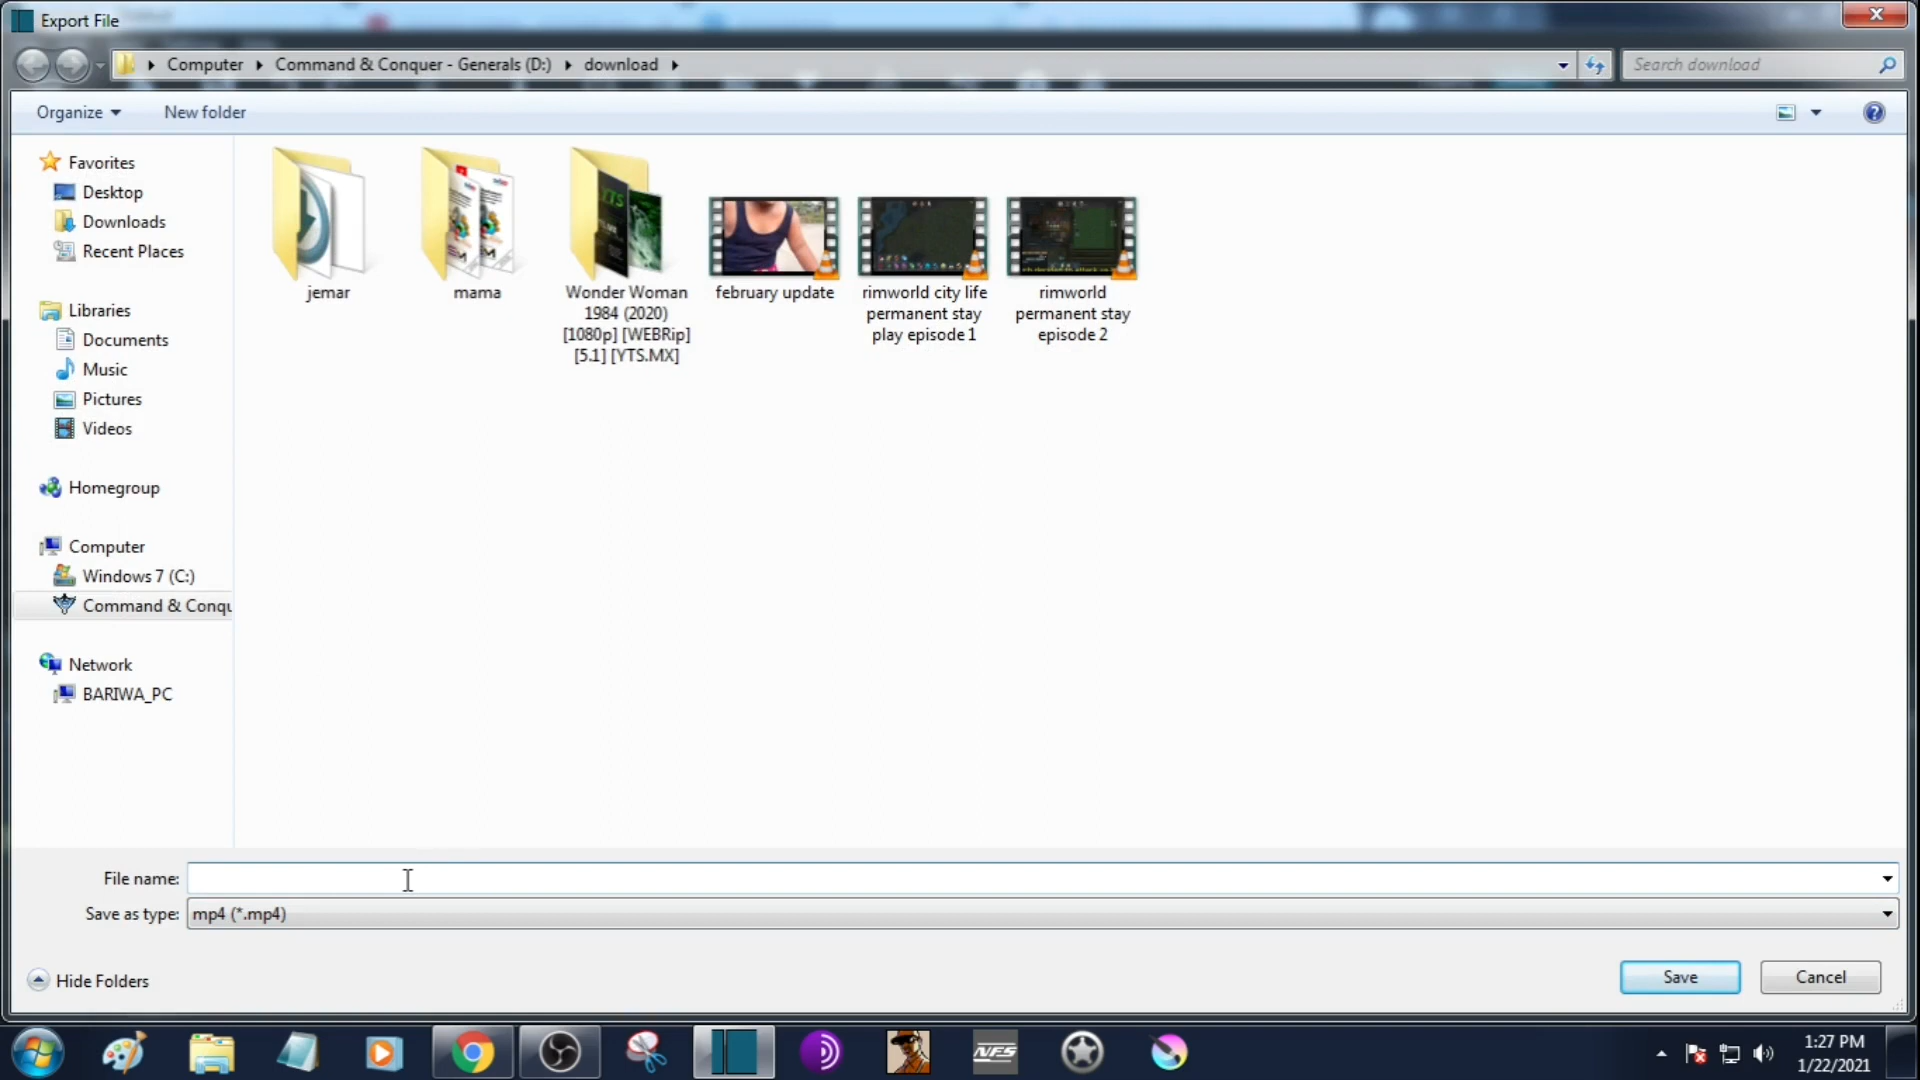 Export File
Computer
Command & Conquer - Generals (D:)
download
Search download
Organize
New folder
Favorites
Desktop
Downloads
Recent Places
Libraries
Documents
Music
Pictures
Videos
Homegroup
Computer
Windows 7 (C:)
Command & Conqu
Network
BARIWA_PC
jemar
mama
Wonder Woman
1984 (2020)
[1080p] [WEBRip]
[5.1] [YTS.MX]
february update
rimworld city life
permanent stay
play episode 1
rimworld
permanent stay
episode 2
File name:
Save as type:
mp4 (*.mp4)
Hide Folders
Save
Cancel
NFS
1:27 PM
1/22/2021